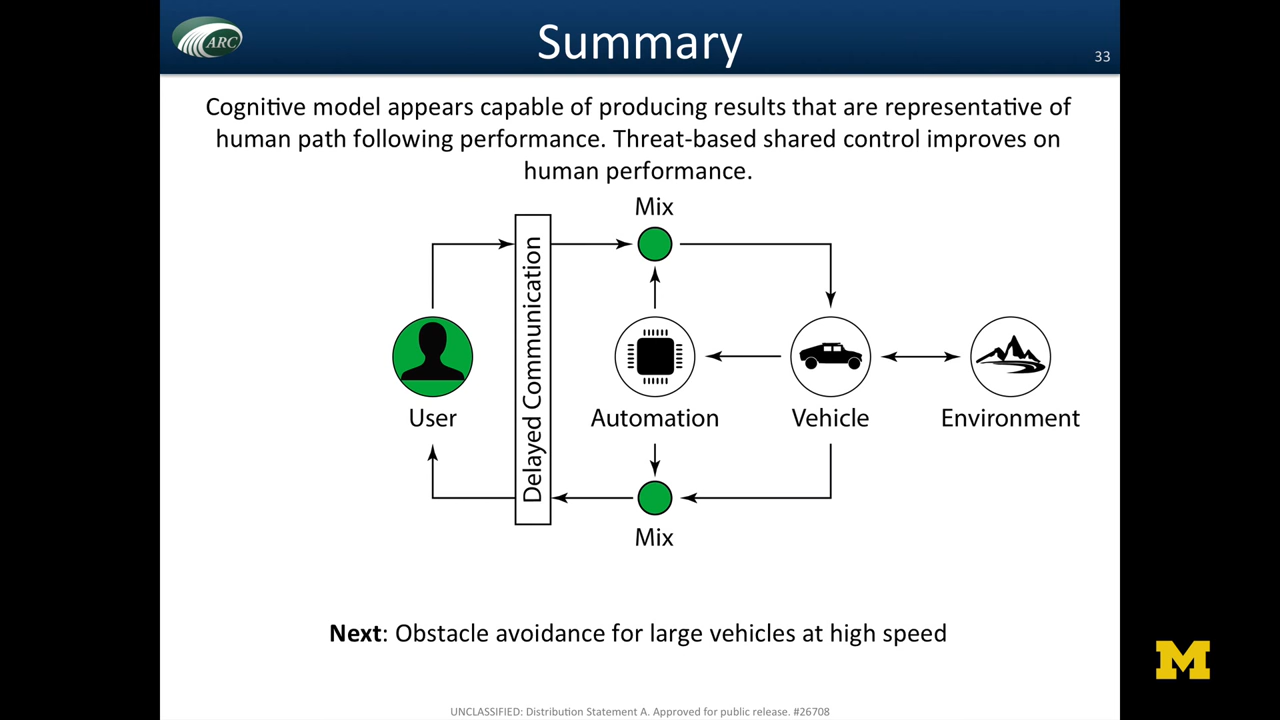 ARC
Summary
33
Cognitive model appears capable of producing results that are representative of
human path following performance. Threat-based shared control improves on
human performance.
Mix
Delayed Communication
User
Automation
Vehicle
Environment
Mix
Next: Obstacle avoidance for large vehicles at high speed
M
UNCLASSIFIED: Distribution Statement A. Approved for public release. #26708